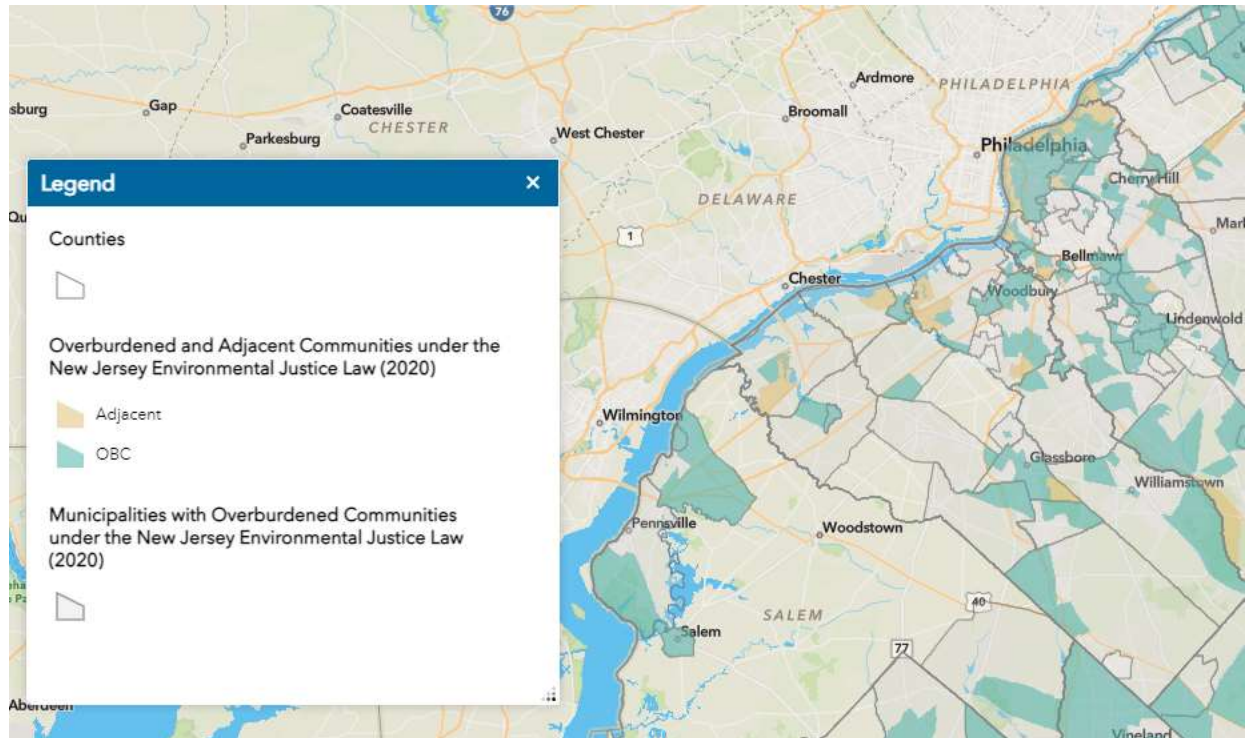 76
Ardmore
PHILADELPHIA
sburg
Gap
Coatesville
Broomall
CHESTER
Parkesburg
West Chester
Philadelphia
Legend
Cherry Hill
DELAWARE
Counties
1
Bellmawr
Chester
Woodbury
Overburdened and Adjacent Communities under the
New Jersey Environmental Justice Law (2020)
Lindenwold
Adjacent
Wilmington
OBC
Glassboro
Williamstown
Municipalities with Overburdened Communities
under the New Jersey Environmental Justice Law
(2020)
Pennsville
Woodstown
40
SALEM
Salem
77
Aberdeen
Vineland